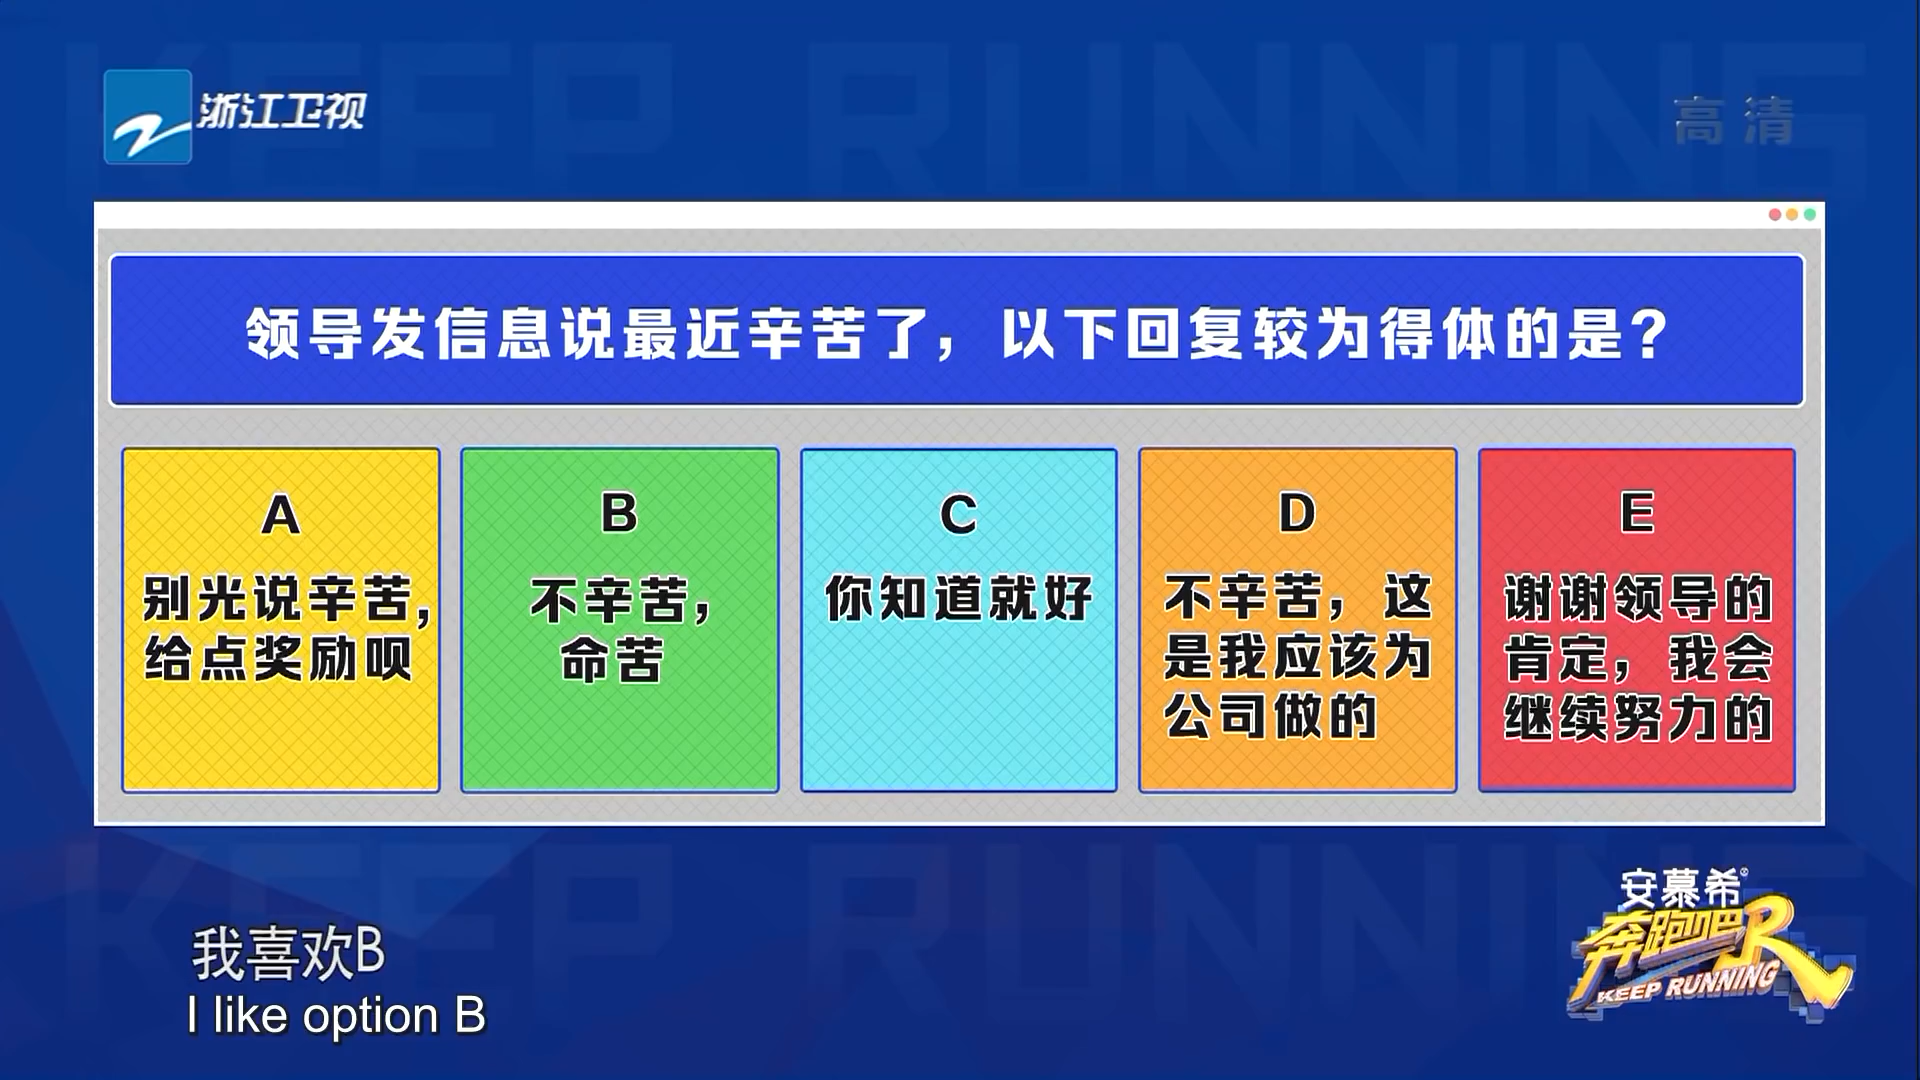 KEEP RUNNING
浙江卫视
高清
领导发信息说最近辛苦了，以下回复较为得体的是？
A
别光说辛苦，
给点奖励呗
B
不辛苦，
命苦
C
你知道就好
D
不辛苦，这
是我应该为
公司做的
E
谢谢领导的
肯定，我会
继续努力的
KEEP RUNNING
安慕希®
奔跑吧
KEEP RUNNING
我喜欢B
I like option B